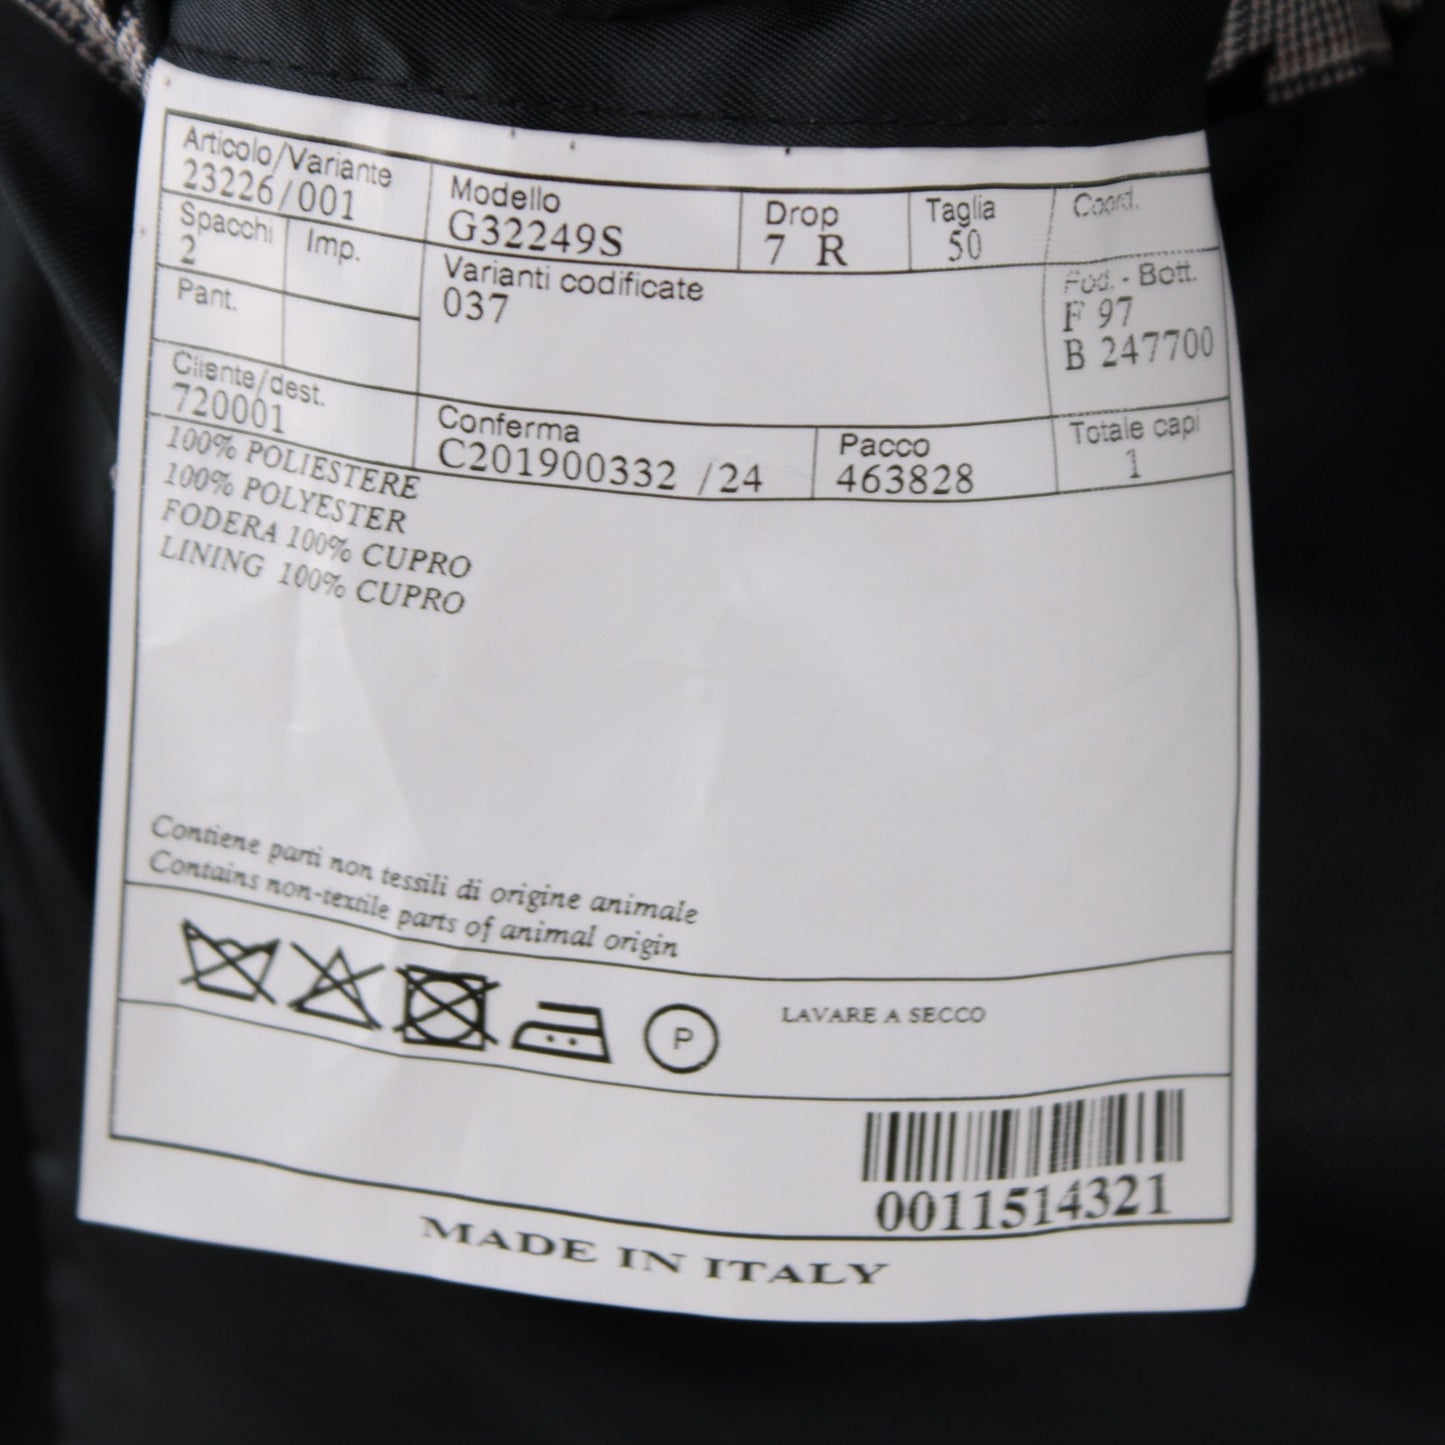 Articolo/Variante
23226/001
Modello
G32249S
Drop
7 R
Taglia
50
Coord.
Spacchi
2
Imp.
Varianti codificate
037
Fod. - Bott.
F 97
B 247700
Pant.
Cliente/dest.
720001
Conferma
C201900332 /24
Pacco
463828
Totale capi
1
100% POLIESTERE
100% POLYESTER
FODERA 100% CUPRO
LINING 100% CUPRO
Contiene parti non tessili di origine animale
Contains non-textile parts of animal origin
P
LAVARE A SECCO
0011514321
MADE IN ITALY